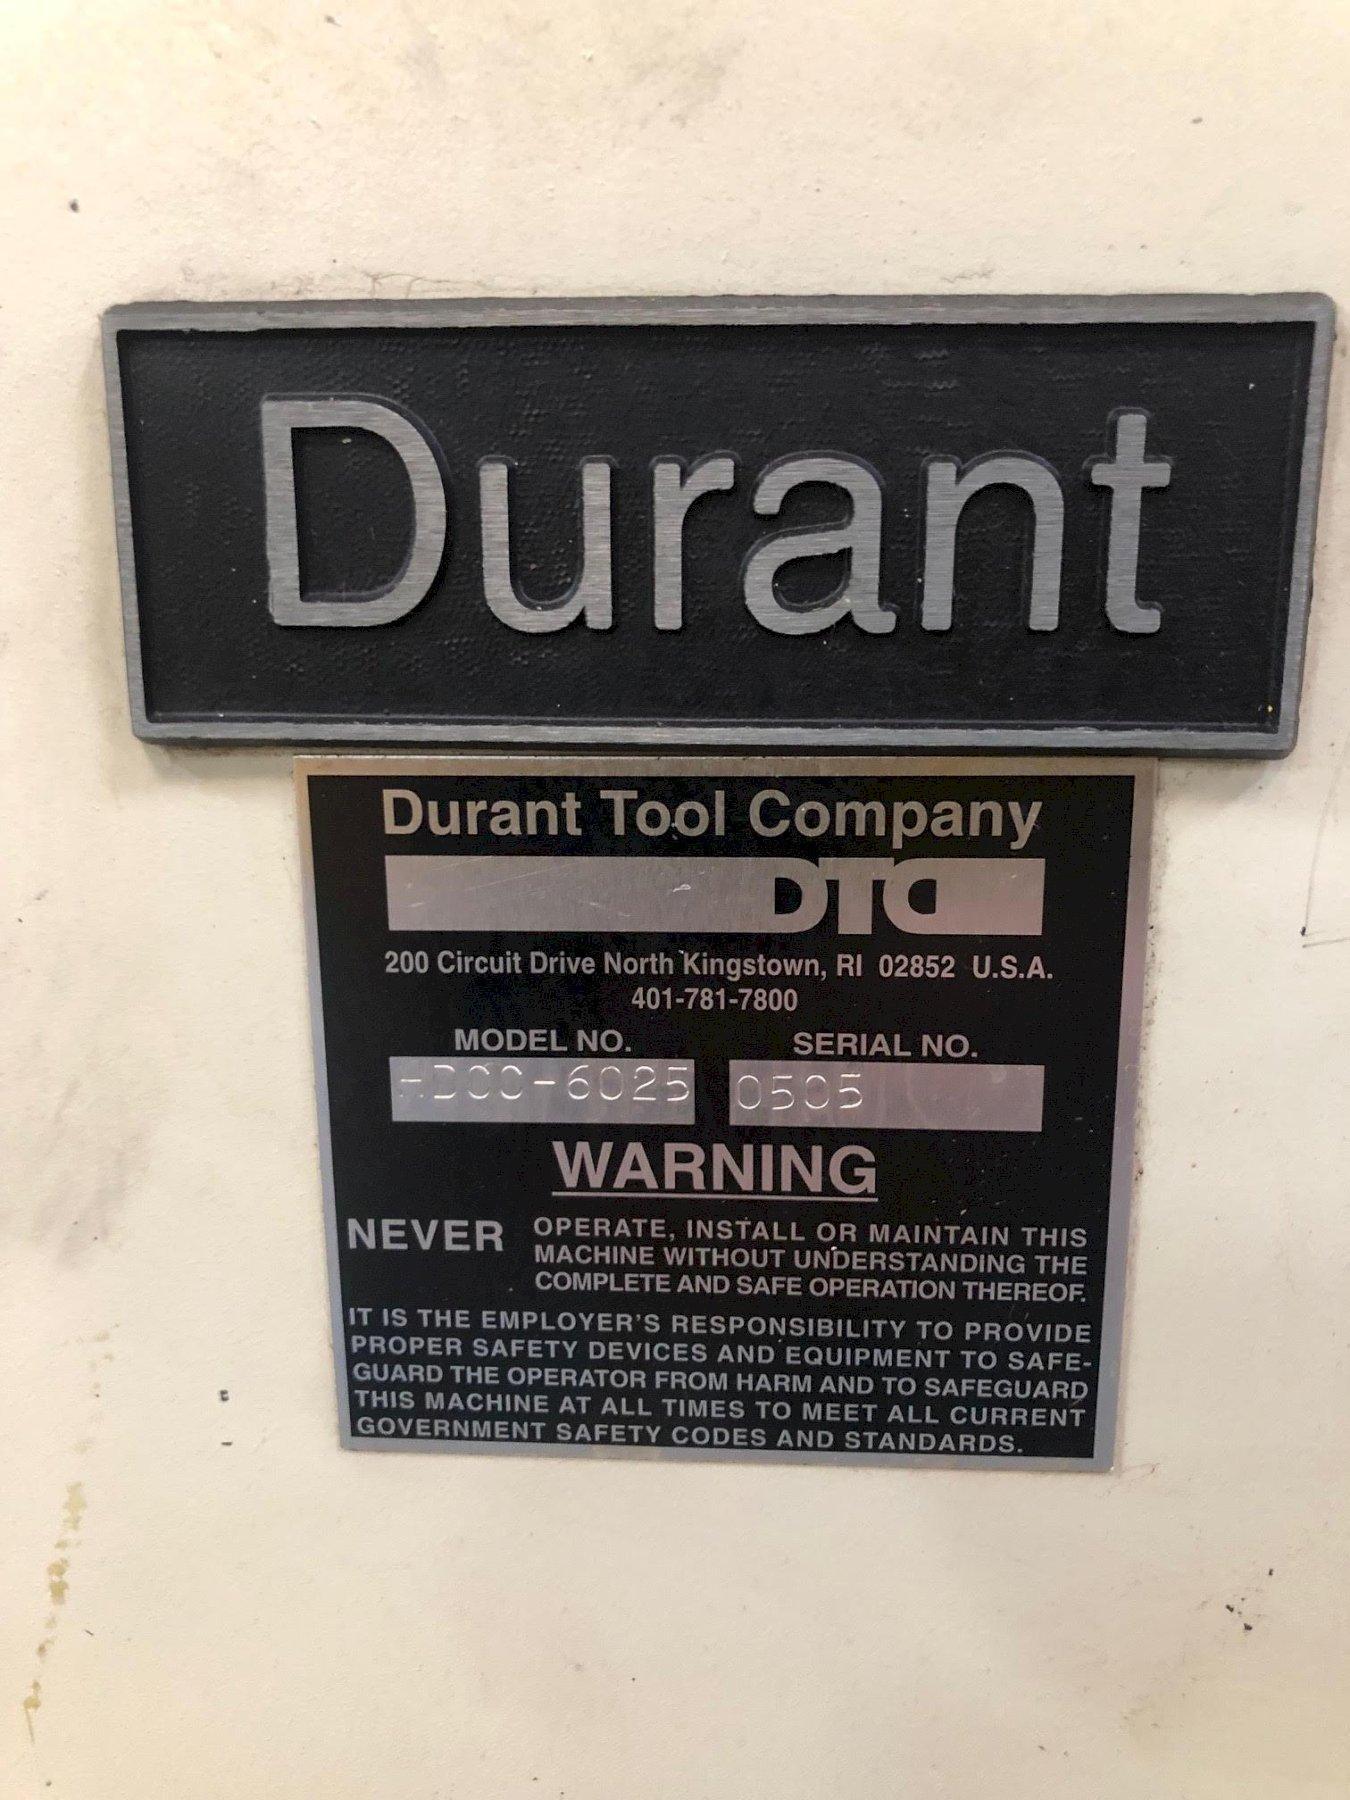 Durant
Durant Tool Company
DTC
200 Circuit Drive North Kingstown, RI 02852 U.S.A.
401-781-7800
MODEL NO. SERIAL NO.
0505
WARNING
NEVER OPERATE, INSTALL OR MAINTAIN THIS
MACHINE WITHOUT UNDERSTANDING THE
COMPLETE AND SAFE OPERATION THEREOF.
IT IS THE EMPLOYER'S RESPONSIBILITY TO PROVIDE
PROPER SAFETY DEVICES AND EQUIPMENT TO SAFE-
GUARD THE OPERATOR FROM HARM AND TO SAFEGUARD
THIS MACHINE AT ALL TIMES TO MEET ALL CURRENT
GOVERNMENT SAFETY CODES AND STANDARDS.